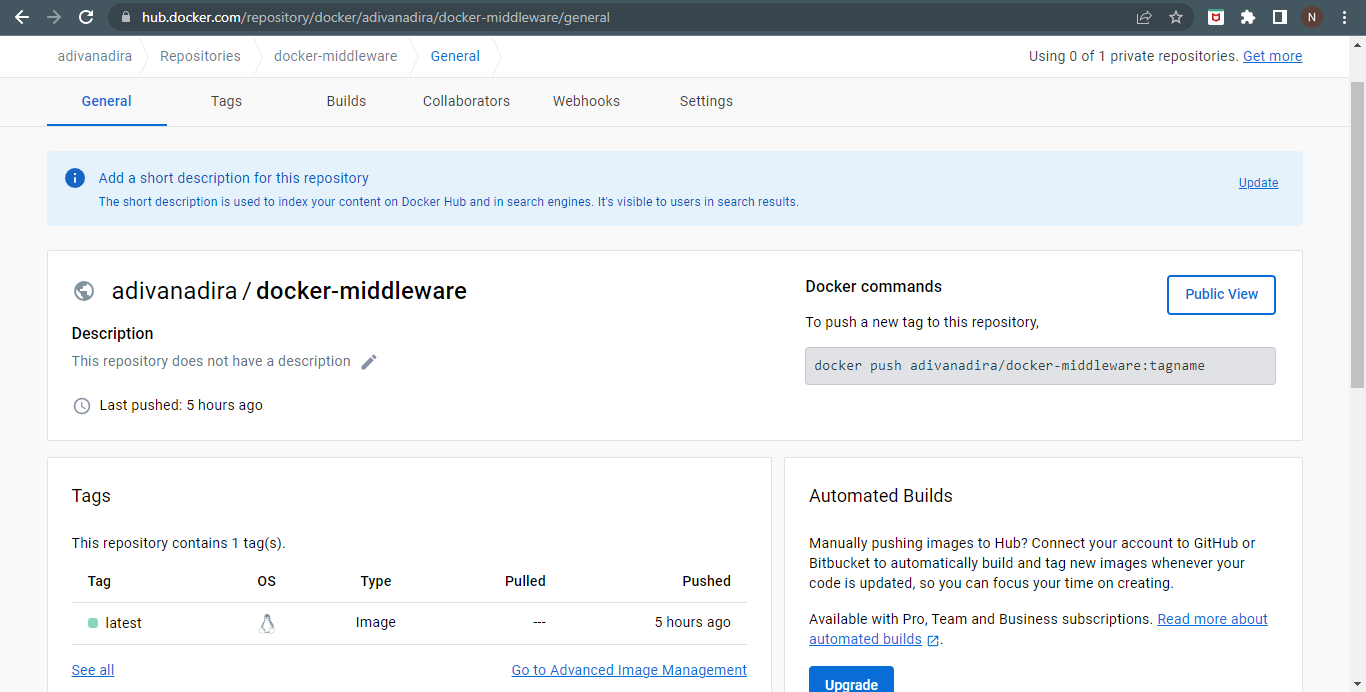 hub.docker.com/repository/docker/adivanadira/docker-middleware/general
N
adivanadira
Repositories
docker-middleware
General
Using 0 of 1 private repositories. Get more
General
Tags
Builds
Collaborators
Webhooks
Settings
Add a short description for this repository
The short description is used to index your content on Docker Hub and in search engines. It's visible to users in search results.
Update
adivanadira / docker-middleware
Description
This repository does not have a description
Last pushed: 5 hours ago
Docker commands
Public View
To push a new tag to this repository,
docker push adivanadira/docker-middleware:tagname
Tags
This repository contains 1 tag(s).
Tag OS Type Pulled Pushed
latest Image --- 5 hours ago
See all
Go to Advanced Image Management
Automated Builds
Manually pushing images to Hub? Connect your account to GitHub or
Bitbucket to automatically build and tag new images whenever your
code is updated, so you can focus your time on creating.
Available with Pro, Team and Business subscriptions. Read more about
automated builds.
Upgrade